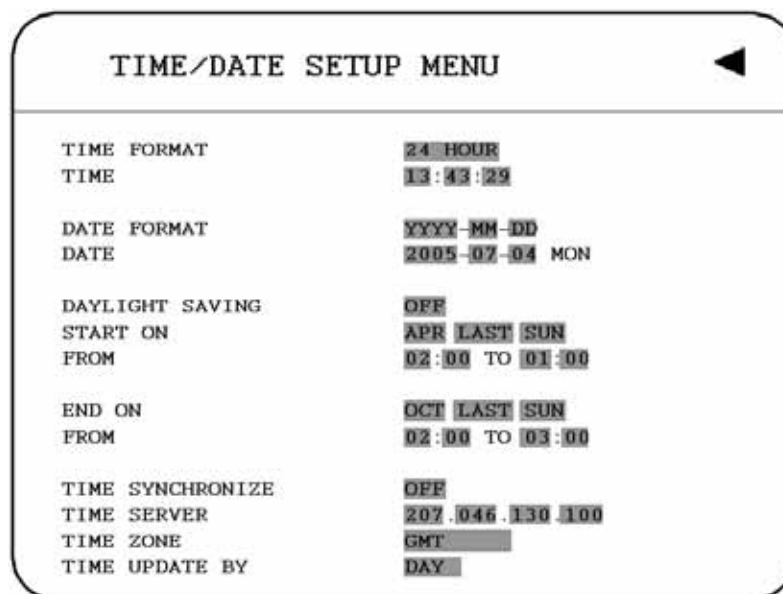 TIME/DATE SETUP MENU
TIME FORMAT 24 HOUR
TIME 13:43:29
DATE FORMAT YYYY-MM-DD
DATE 2005-07-04 MON
DAYLIGHT SAVING OFF
START ON APR LAST SUN
FROM 02:00 TO 01:00
END ON OCT LAST SUN
FROM 02:00 TO 03:00
TIME SYNCHRONIZE OFF
TIME SERVER 207.046.130.100
TIME ZONE GMT
TIME UPDATE BY DAY